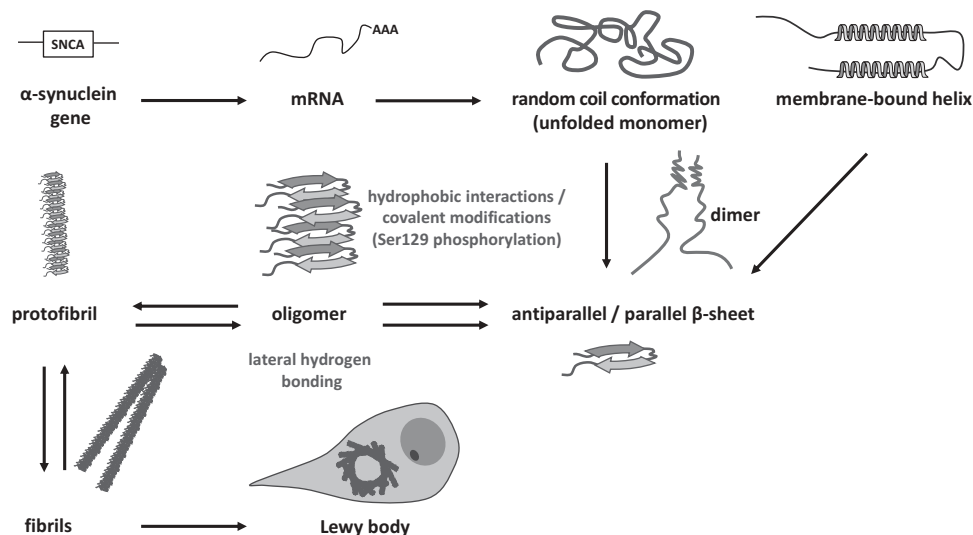 SNCA
AAA
α-synuclein
gene
mRNA
random coil conformation
(unfolded monomer)
membrane-bound helix
hydrophobic interactions /
covalent modifications
(Ser129 phosphorylation)
dimer
protofibril
oligomer
antiparallel / parallel β-sheet
lateral hydrogen
bonding
fibrils
Lewy body